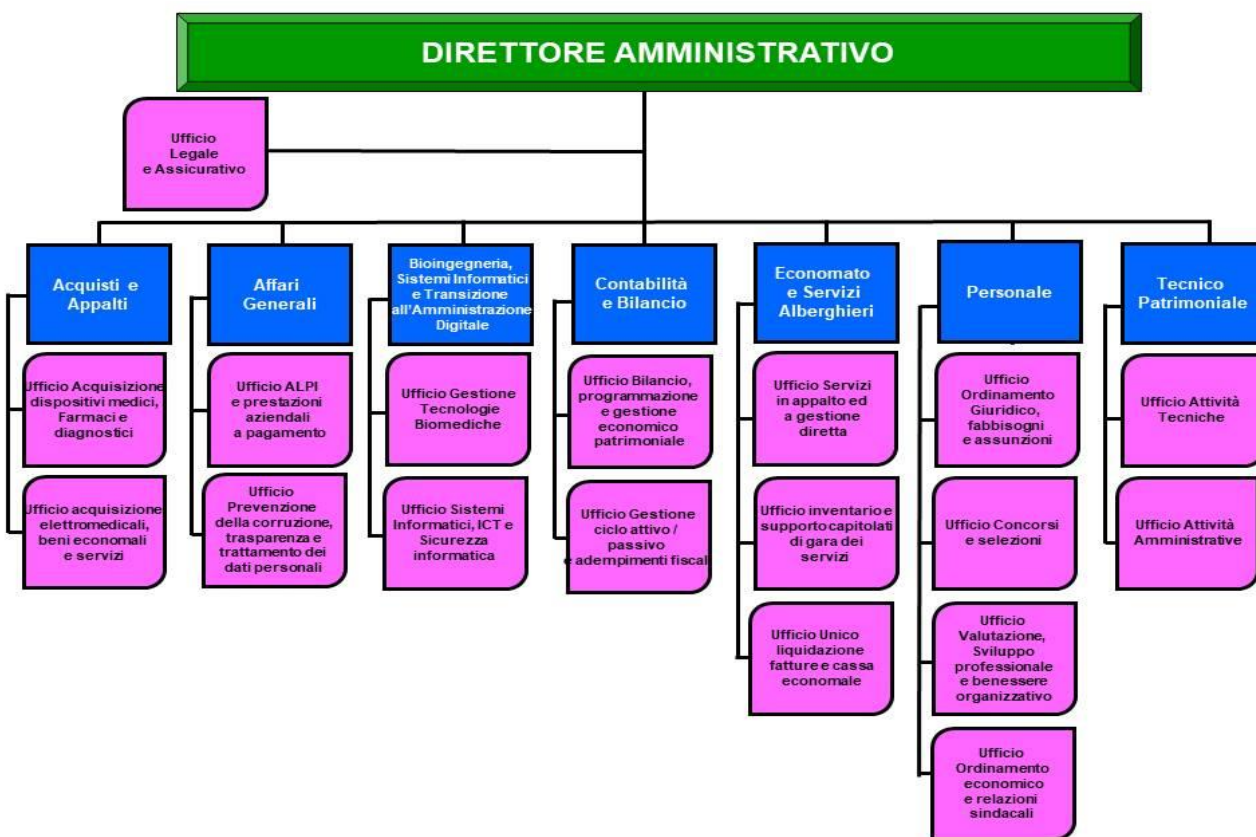 DIRETTORE AMMINISTRATIVO
Ufficio
Legale
e Assicurativo
Acquisti e
Appalti
Ufficio Acquisizione
dispositivi medici,
Farmaci e
diagnostici
Ufficio acquisizione
elettromedicali,
beni economali
e servizi
Affari
Generali
Ufficio ALPI
e prestazioni
aziendali
a pagamento
Ufficio
Prevenzione
della corruzione,
trasparenza e
trattamento dei
dati personali
Bioingegneria,
Sistemi Informatici
e Transizione
all'Amministrazione
Digitale
Ufficio Gestione
Tecnologie
Biomediche
Ufficio Sistemi
Informatici, ICT e
Sicurezza
informatica
Contabilità
e Bilancio
Ufficio Bilancio,
programmazione
e gestione
economico
patrimoniale
Ufficio Gestione
ciclo attivo /
passivo
e adempimenti fiscal
Economato
e Servizi
Alberghieri
Ufficio Servizi
in appalto ed
a gestione
diretta
Ufficio inventario e
supporto capitolati
di gara dei
servizi
Ufficio Unico
liquidazione
fatture e cassa
economale
Personale
Ufficio
Ordinamento
Giuridico,
fabbisogni
e assunzioni
Ufficio Concorsi
e selezioni
Ufficio
Valutazione,
Sviluppo
professionale
e benessere
organizzativo
Ufficio
Ordinamento
economico
e relazioni
sindacali
Tecnico
Patrimoniale
Ufficio Attività
Tecniche
Ufficio Attività
Amministrative